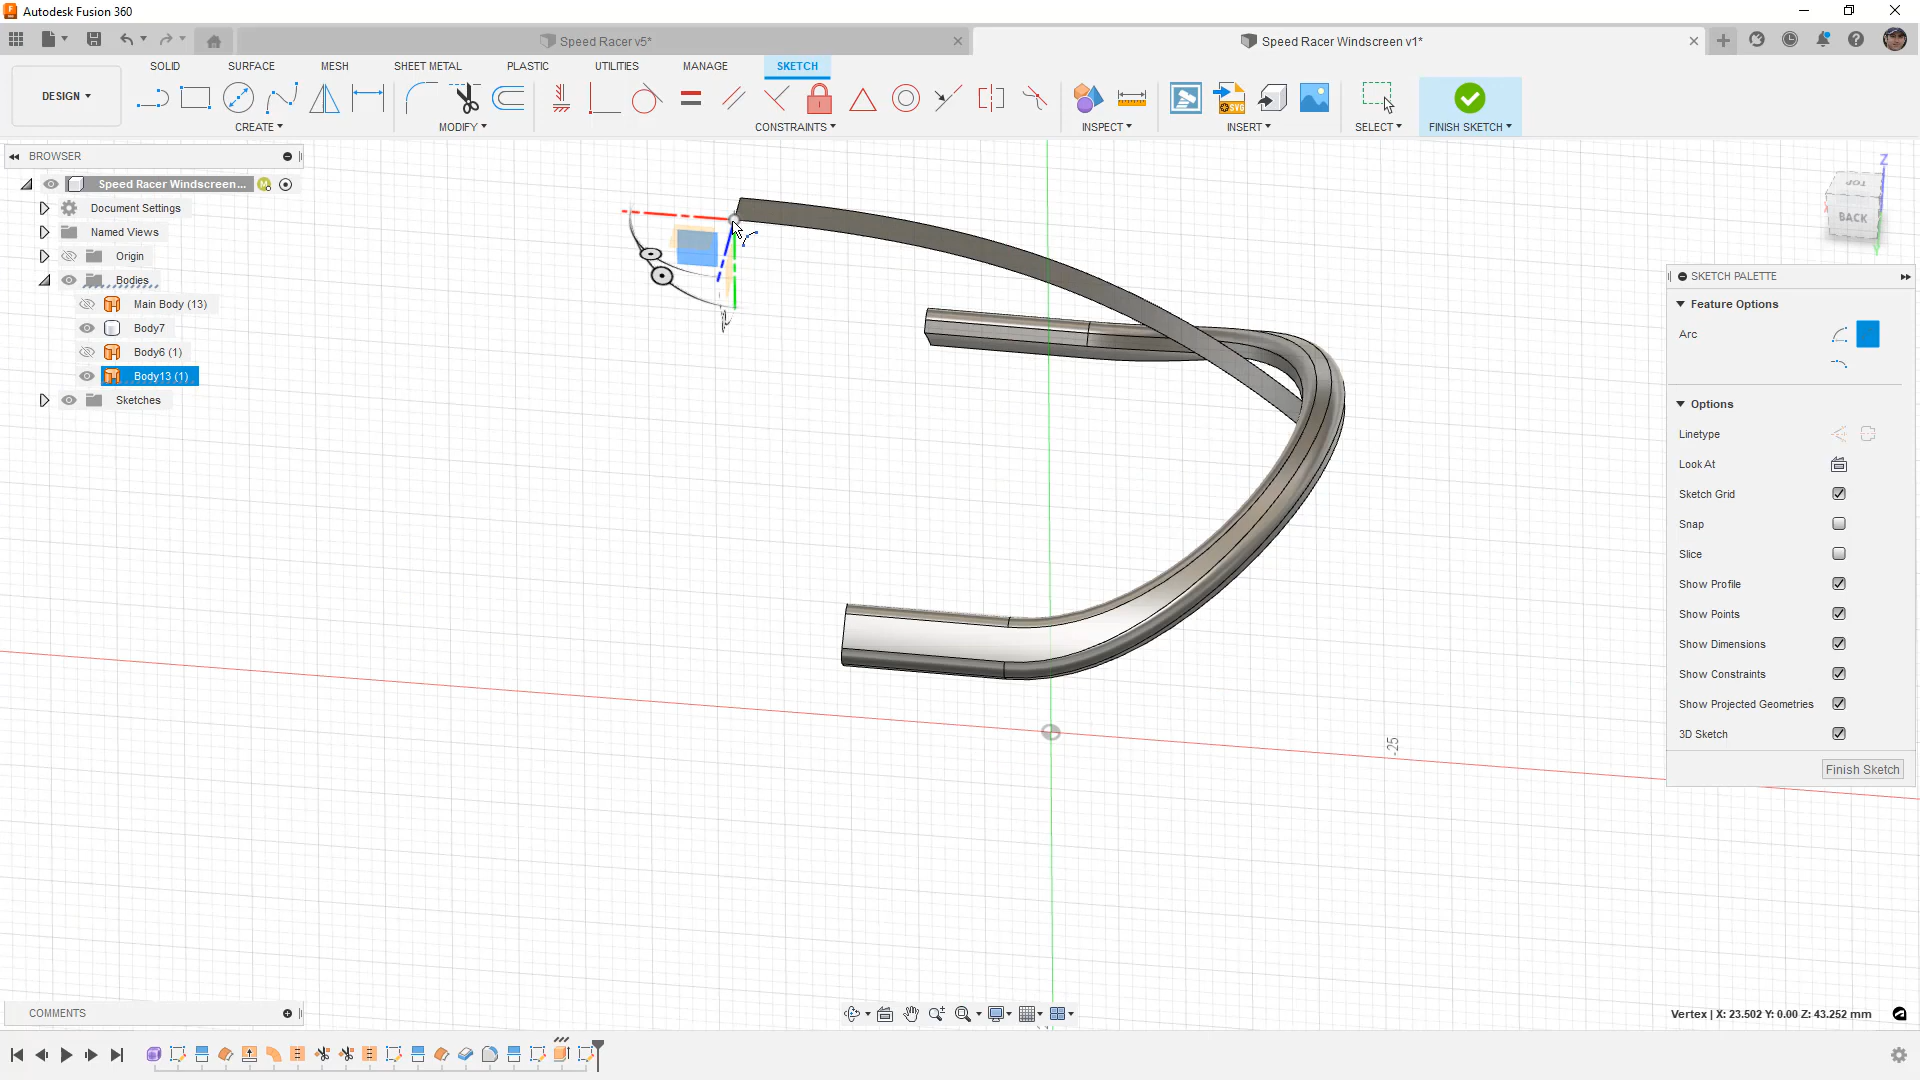 Autodesk Fusion 360
Speed Racer v5*
Speed Racer Windscreen v1*
SOLID
SURFACE
MESH
SHEET METAL
PLASTIC
UTILITIES
MANAGE
SKETCH
DESIGN
CREATE
MODIFY
CONSTRAINTS
INSPECT
INSERT
SELECT
FINISH SKETCH
SVG
BROWSER
Speed Racer Windscreen...
M
Document Settings
Named Views
Origin
Bodies
Main Body (13)
Body7
Body6 (1)
Body13 (1)
Sketches
Z
TOP
BACK
SKETCH PALETTE
Feature Options
Arc
Options
Linetype
Look At
Sketch Grid
Snap
Slice
Show Profile
Show Points
Show Dimensions
Show Constraints
Show Projected Geometries
3D Sketch
Finish Sketch
-25
COMMENTS
Vertex | X: 23.502 Y: 0.00 Z: 43.252 mm